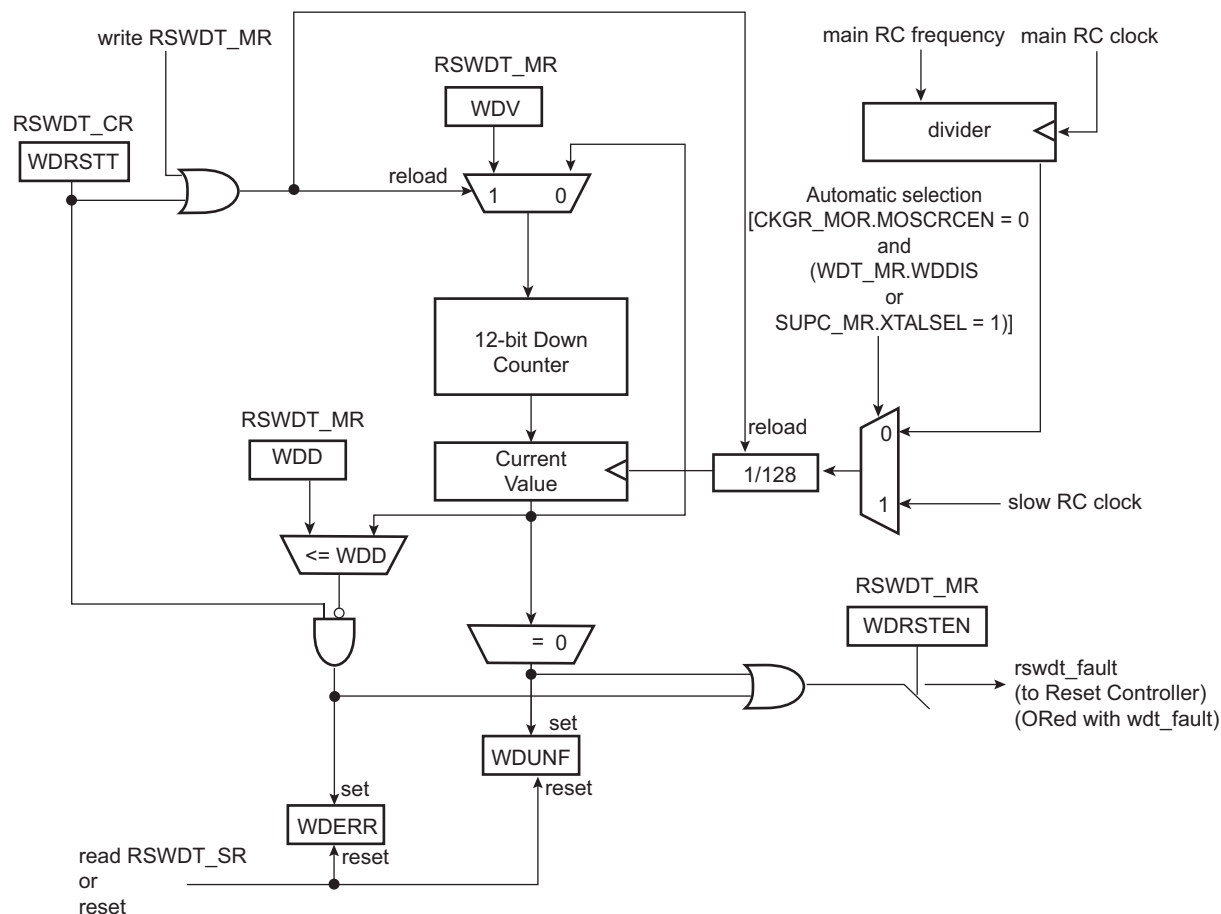 write RSWDT_MR
main RC frequency
main RC clock
RSWDT_MR
WDV
divider
RSWDT_CR
WDRSTT
reload
1 0
Automatic selection
[CKGR_MOR.MOSCRCEN = 0
and
(WDT_MR.WDDIS
or
SUPC_MR.XTALSEL = 1)]
12-bit Down
Counter
RSWDT_MR
WDD
reload
0
Current
Value
1/128
1
slow RC clock
<= WDD
RSWDT_MR
WDRSTEN
= 0
rswdt_fault
(to Reset Controller)
(ORed with wdt_fault)
set
WDUNF
reset
set
WDERR
reset
read RSWDT_SR
or
reset